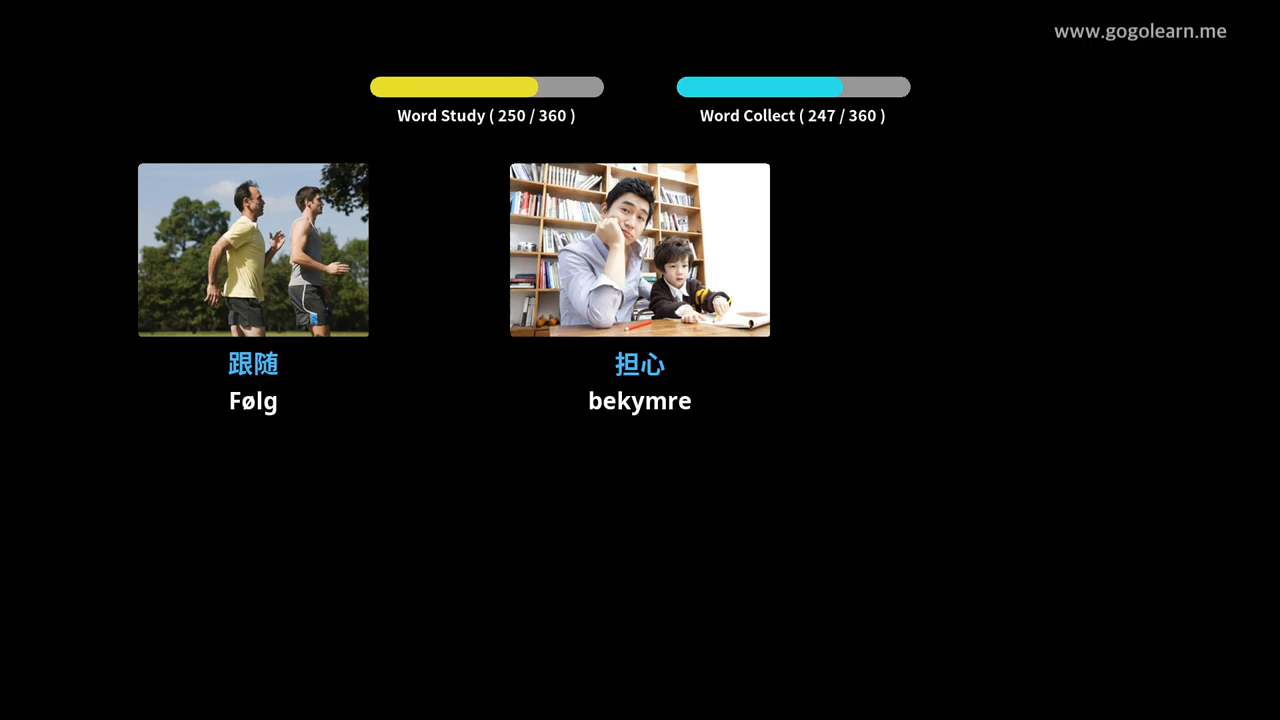 www.gogolearn.me
Word Study ( 250 / 360 )
Word Collect ( 247 / 360 )
跟随
Følg
担心
bekymre